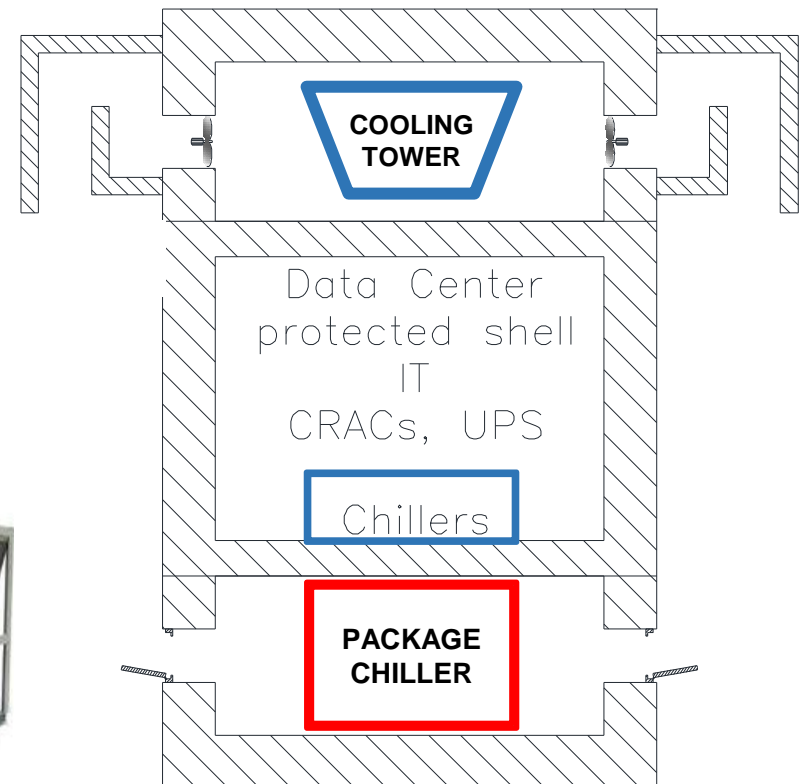 COOLING
TOWER
Data Center
protected shell
IT
CRACs, UPS
Chillers
PACKAGE
CHILLER